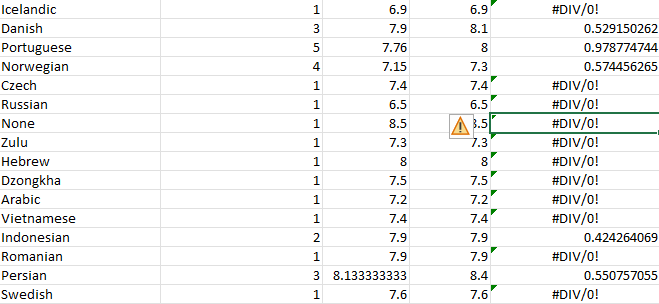 Icelandic 1 6.9 6.9 #DIV/0!
Danish 3 7.9 8.1 0.529150262
Portuguese 5 7.76 8 0.978774744
Norwegian 4 7.15 7.3 0.574456265
Czech 1 7.4 7.4 #DIV/0!
Russian 1 6.5 6.5 #DIV/0!
None 1 8.5 .5 #DIV/0!
Zulu 1 7.3 7.3 #DIV/0!
Hebrew 1 8 8 #DIV/0!
Dzongkha 1 7.5 7.5 #DIV/0!
Arabic 1 7.2 7.2 #DIV/0!
Vietnamese 1 7.4 7.4 #DIV/0!
Indonesian 2 7.9 7.9 0.424264069
Romanian 1 7.9 7.9 #DIV/0!
Persian 3 8.133333333 8.4 0.550757055
Swedish 1 7.6 7.6 #DIV/0!